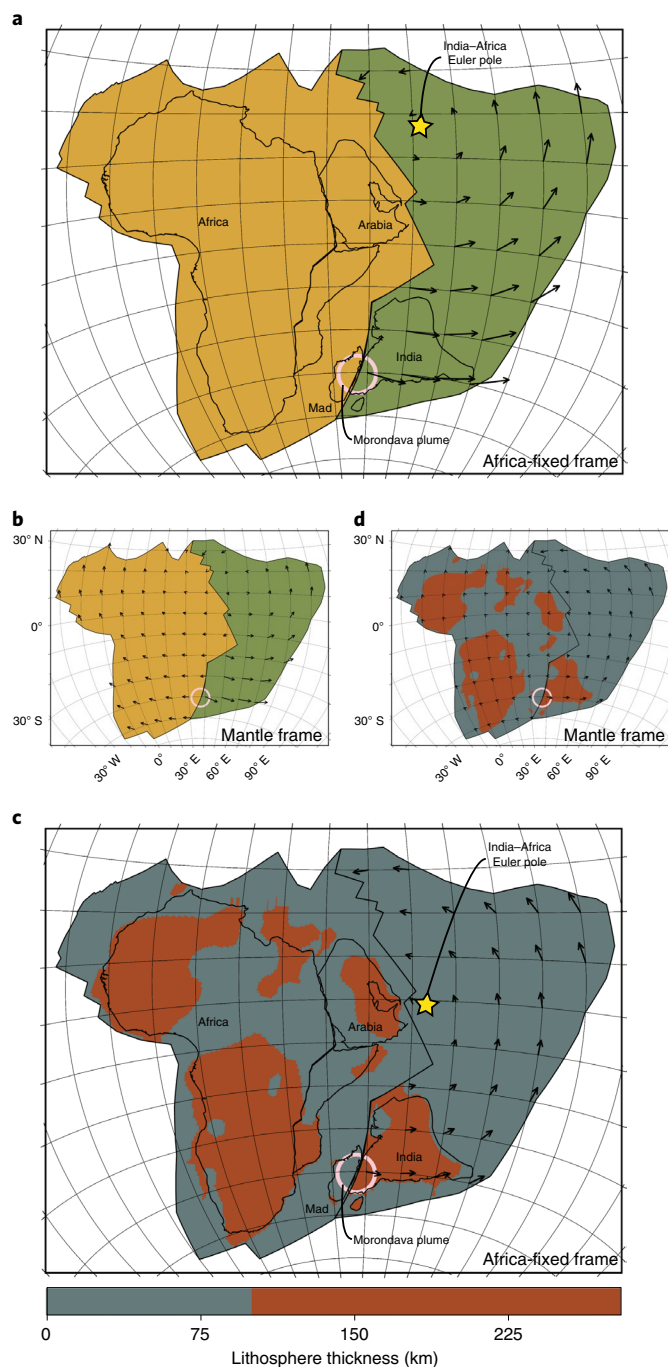 a
India–Africa
Euler pole
Africa
Arabia
India
Mad
Morondava plume
Africa-fixed frame
b
d
30° N
0°
30° S
Mantle frame
30° W
0°
30° E
60° E
90° E
30° N
0°
30° S
Mantle frame
30° W
0°
30° E
60° E
90° E
c
India–Africa
Euler pole
Africa
Arabia
India
Mad
Morondava plume
Africa-fixed frame
0
75
150
225
Lithosphere thickness (km)